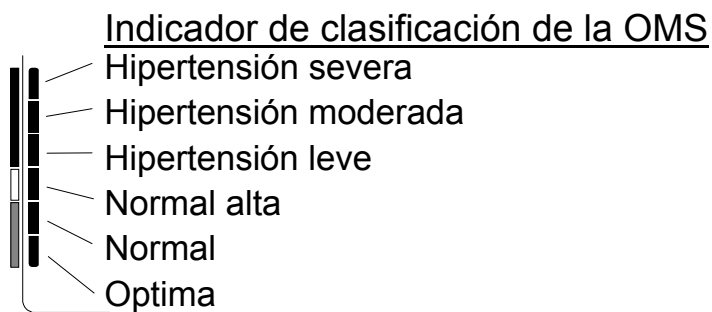 Indicador de clasificación de la OMS
Hipertensión severa
Hipertensión moderada
Hipertensión leve
Normal alta
Normal
Optima